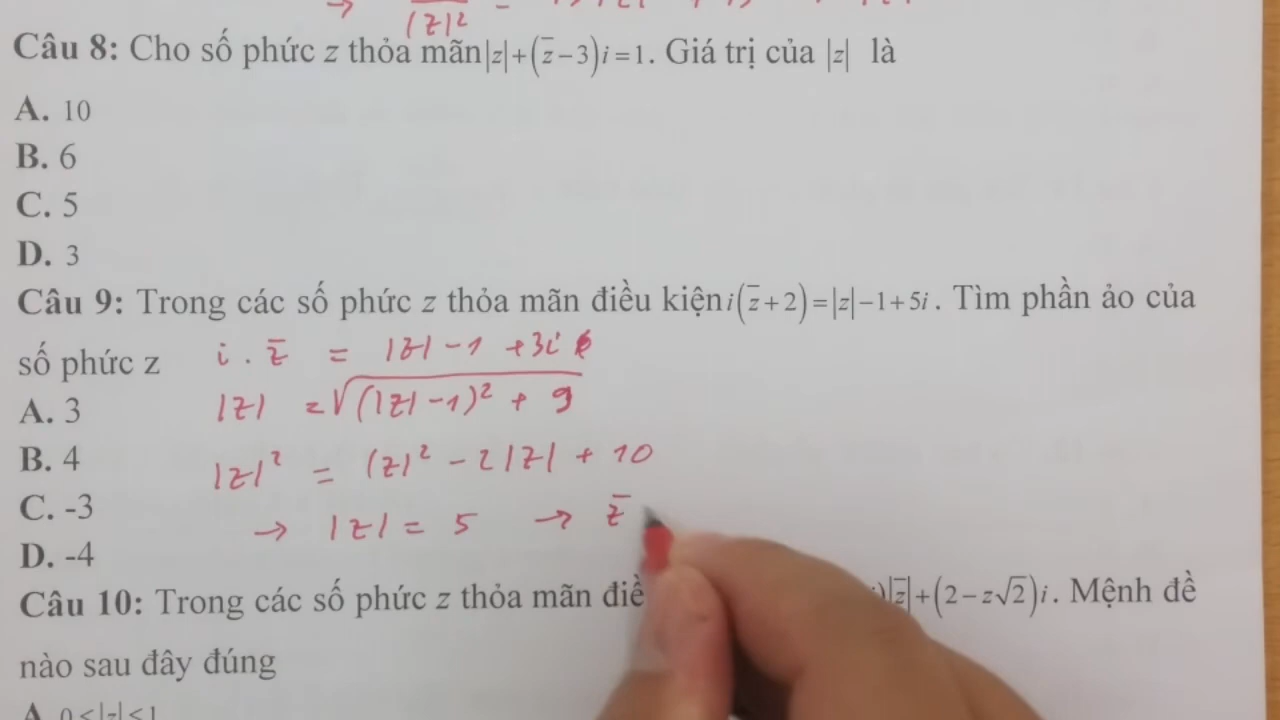 → |z|² =
Câu 8: Cho số phức z thỏa mãn |z|+(z̅−3)i=1. Giá trị của |z| là
A. 10
B. 6
C. 5
D. 3
Câu 9: Trong các số phức z thỏa mãn điều kiện i(z̅+2)=|z|−1+5i. Tìm phần ảo của
số phức z i . z̅ = |z| −1 +3i
A. 3 |z| = √(|z| −1)² + 9
B. 4 |z|² = |z|² − 2|z| + 10
C. -3 → |z| = 5 → z̅
D. -4
Câu 10: Trong các số phức z thỏa mãn |z̅|+(2−z√2)i. Mệnh đề
nào sau đây đúng
A. 0<|z|<1